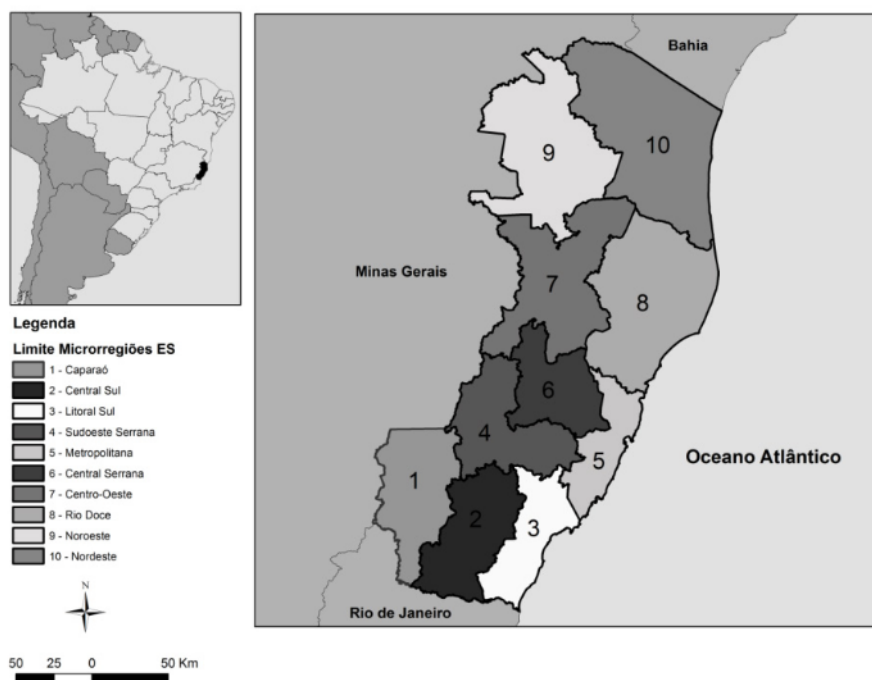 Bahia
9
10
Minas Gerais
7
8
6
4
5
Oceano Atlântico
1
2
3
Rio de Janeiro
Legenda
Limite Microrregiões ES
1 - Caparaó
2 - Central Sul
3 - Litoral Sul
4 - Sudoeste Serrana
5 - Metropolitana
6 - Central Serrana
7 - Centro-Oeste
8 - Rio Doce
9 - Noroeste
10 - Nordeste
N
50 25 0 50 Km